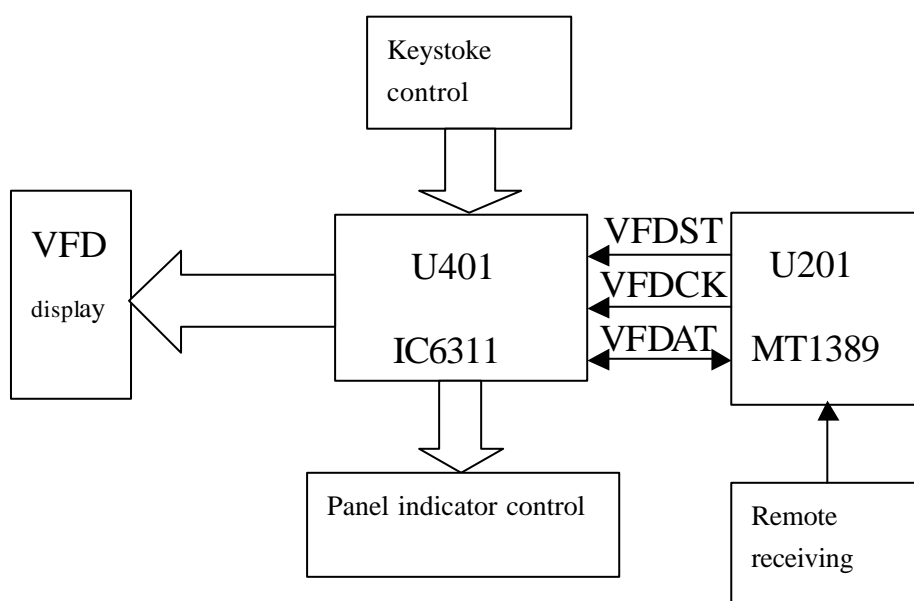 Keystoke
control
VFD
display
U401
IC6311
VFDST
VFDCK
VFDAT
U201
MT1389
Panel indicator control
Remote
receiving